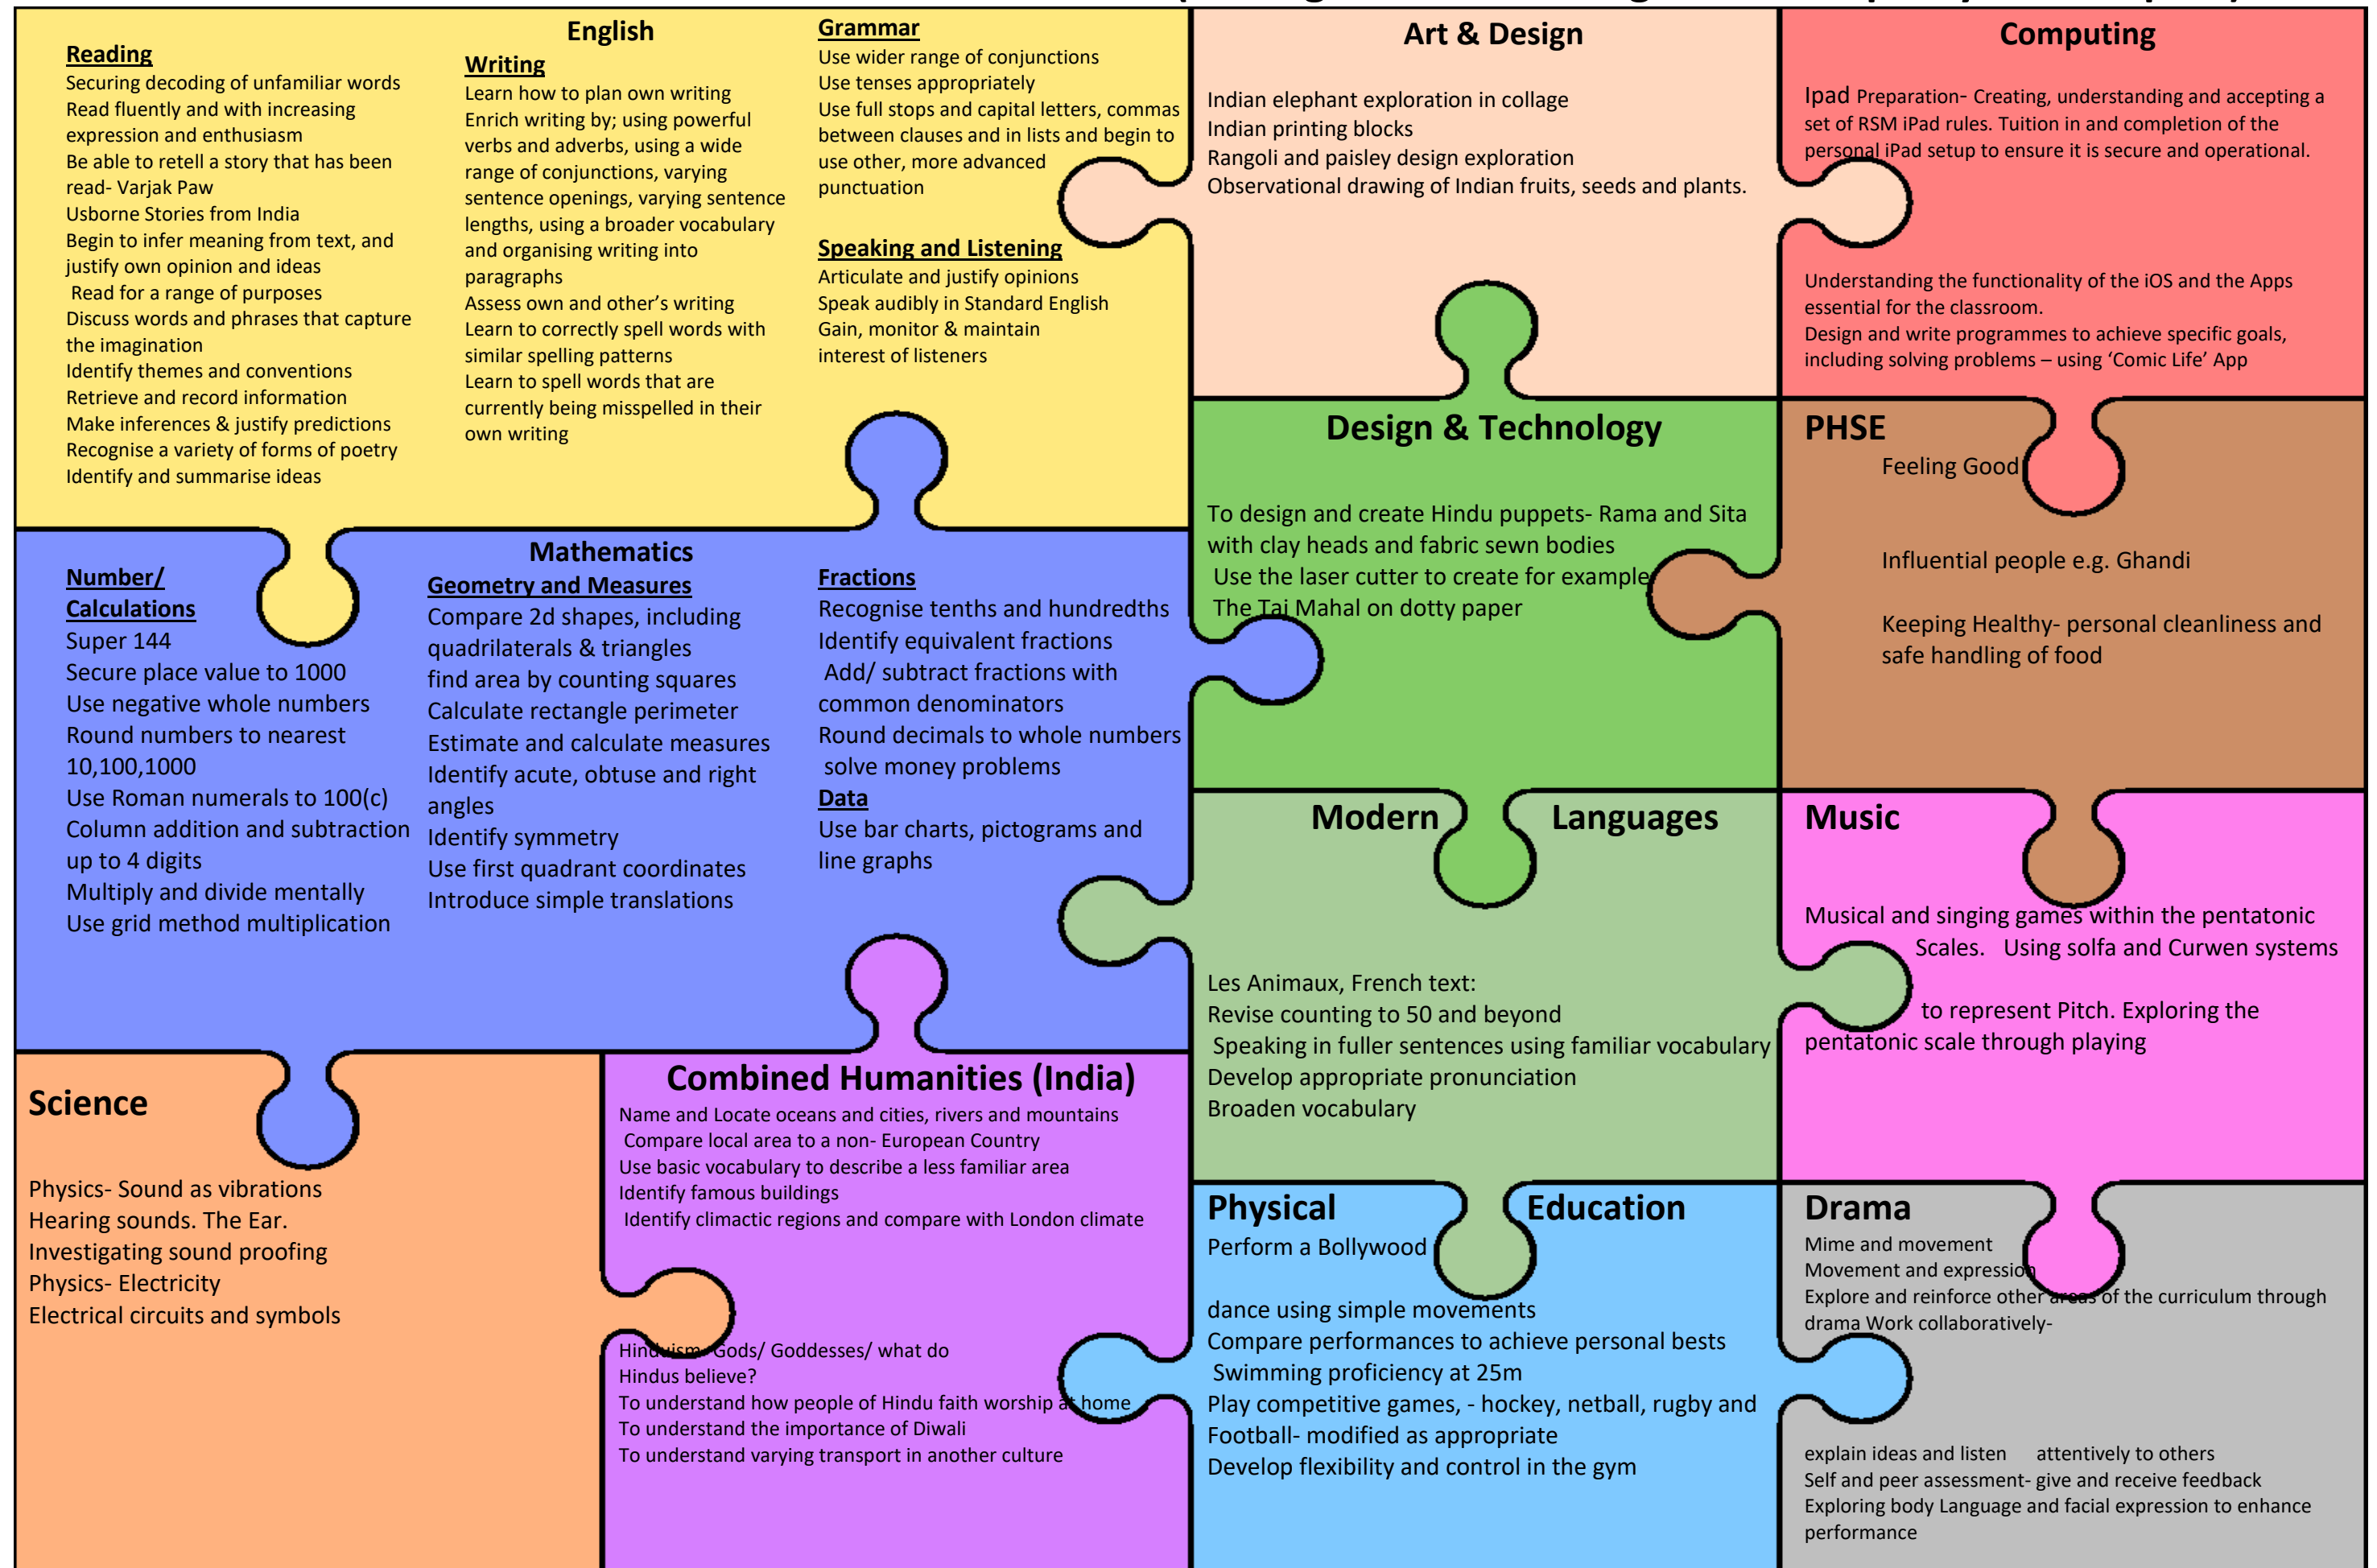 English
Reading
Securing decoding of unfamiliar words
Read fluently and with increasing
expression and enthusiasm
Be able to retell a story that has been
read- Varjak Paw
Usborne Stories from India
Begin to infer meaning from text, and
justify own opinion and ideas
Read for a range of purposes
Discuss words and phrases that capture
the imagination
Identify themes and conventions
Retrieve and record information
Make inferences & justify predictions
Recognise a variety of forms of poetry
Identify and summarise ideas
Writing
Learn how to plan own writing
Enrich writing by; using powerful
verbs and adverbs, using a wide
range of conjunctions, varying
sentence openings, varying sentence
lengths, using a broader vocabulary
and organising writing into
paragraphs
Assess own and other's writing
Learn to correctly spell words with
similar spelling patterns
Learn to spell words that are
currently being misspelled in their
own writing
Grammar
Use wider range of conjunctions
Use tenses appropriately
Use full stops and capital letters, commas
between clauses and in lists and begin to
use other, more advanced
punctuation
Speaking and Listening
Articulate and justify opinions
Speak audibly in Standard English
Gain, monitor & maintain
interest of listeners
Art & Design
Indian elephant exploration in collage
Indian printing blocks
Rangoli and paisley design exploration
Observational drawing of Indian fruits, seeds and plants.
Computing
Ipad Preparation- Creating, understanding and accepting a
set of RSM iPad rules. Tuition in and completion of the
personal iPad setup to ensure it is secure and operational.
Understanding the functionality of the iOS and the Apps
essential for the classroom.
Design and write programmes to achieve specific goals,
including solving problems – using ‘Comic Life’ App
Design & Technology
To design and create Hindu puppets- Rama and Sita
with clay heads and fabric sewn bodies
Use the laser cutter to create for example
The Taj Mahal on dotty paper
PHSE
Feeling Good
Influential people e.g. Ghandi
Keeping Healthy- personal cleanliness and
safe handling of food
Mathematics
Number/
Calculations
Super 144
Secure place value to 1000
Use negative whole numbers
Round numbers to nearest
10,100,1000
Use Roman numerals to 100(c)
Column addition and subtraction
up to 4 digits
Multiply and divide mentally
Use grid method multiplication
Geometry and Measures
Compare 2d shapes, including
quadrilaterals & triangles
find area by counting squares
Calculate rectangle perimeter
Estimate and calculate measures
Identify acute, obtuse and right
angles
Identify symmetry
Use first quadrant coordinates
Introduce simple translations
Fractions
Recognise tenths and hundredths
Identify equivalent fractions
Add/ subtract fractions with
common denominators
Round decimals to whole numbers
solve money problems
Data
Use bar charts, pictograms and
line graphs
Modern Languages
Les Animaux, French text:
Revise counting to 50 and beyond
Speaking in fuller sentences using familiar vocabulary
Develop appropriate pronunciation
Broaden vocabulary
Music
Musical and singing games within the pentatonic
Scales. Using solfa and Curwen systems
to represent Pitch. Exploring the
pentatonic scale through playing
Science
Physics- Sound as vibrations
Hearing sounds. The Ear.
Investigating sound proofing
Physics- Electricity
Electrical circuits and symbols
Combined Humanities (India)
Name and Locate oceans and cities, rivers and mountains
Compare local area to a non- European Country
Use basic vocabulary to describe a less familiar area
Identify famous buildings
Identify climactic regions and compare with London climate
Hinduism- Gods/ Goddesses/ what do
Hindus believe?
To understand how people of Hindu faith worship at home
To understand the importance of Diwali
To understand varying transport in another culture
Physical Education
Perform a Bollywood
dance using simple movements
Compare performances to achieve personal bests
Swimming proficiency at 25m
Play competitive games, - hockey, netball, rugby and
Football- modified as appropriate
Develop flexibility and control in the gym
Drama
Mime and movement
Movement and expression
Explore and reinforce other areas of the curriculum through
drama Work collaboratively-
explain ideas and listen attentively to others
Self and peer assessment- give and receive feedback
Exploring body Language and facial expression to enhance
performance